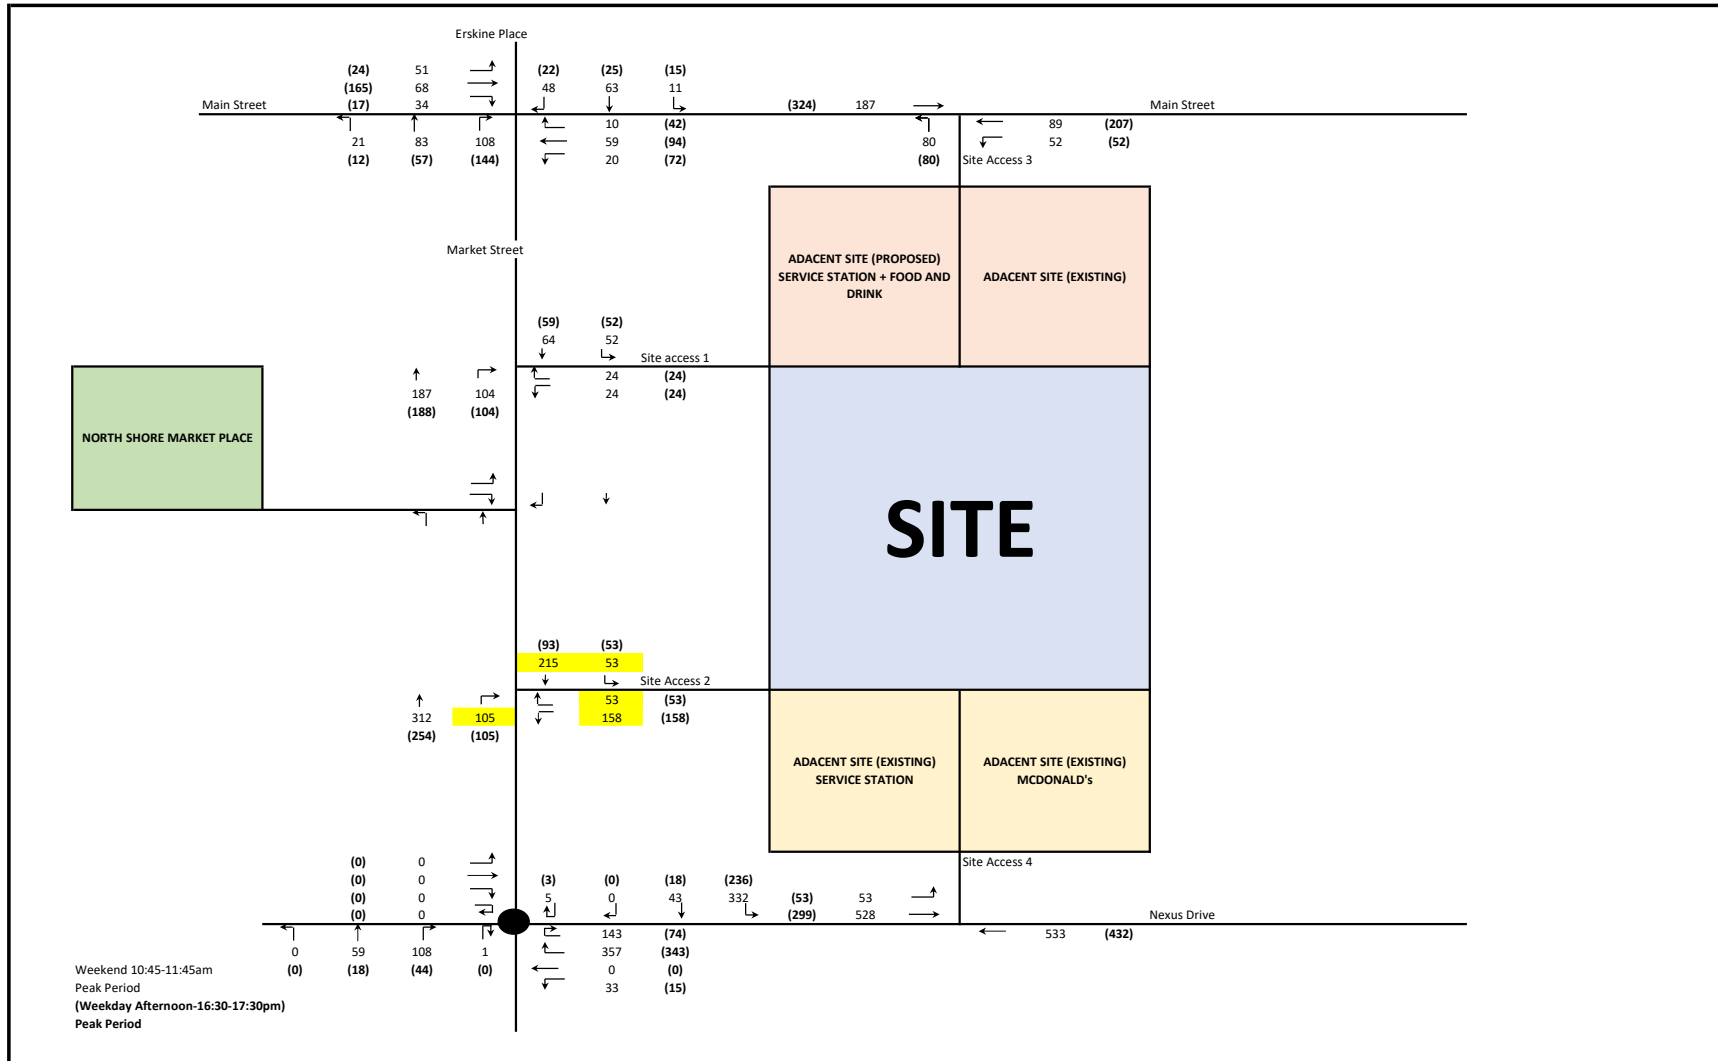 Erskine Place
(24) 51 (22) (25) (15)
(165) 68 48 63 11
Main Street (17) 34 (324) 187 Main Street
10 (42) 89 (207)
21 83 108 59 (94) 80 52 (52)
(12) (57) (144) 20 (72) (80) Site Access 3
Market Street
ADACENT SITE (PROPOSED)
SERVICE STATION + FOOD AND
DRINK
ADACENT SITE (EXISTING)
(59) (52)
64 52
Site access 1
24 (24)
187 104 24 (24)
(188) (104)
NORTH SHORE MARKET PLACE
SITE
(93) (53)
215 53
Site Access 2
53 (53)
312 105 158 (158)
(254) (105)
ADACENT SITE (EXISTING)
SERVICE STATION
ADACENT SITE (EXISTING)
MCDONALD's
(0) 0 Site Access 4
(0) 0 (3) (0) (18) (236)
(0) 0 5 0 43 332 (53) 53
(0) 0 (299) 528 Nexus Drive
143 (74) 533 (432)
0 59 108 1 357 (343)
(0) (18) (44) (0) 0 (0)
33 (15)
Weekend 10:45-11:45am
Peak Period
(Weekday Afternoon-16:30-17:30pm)
Peak Period